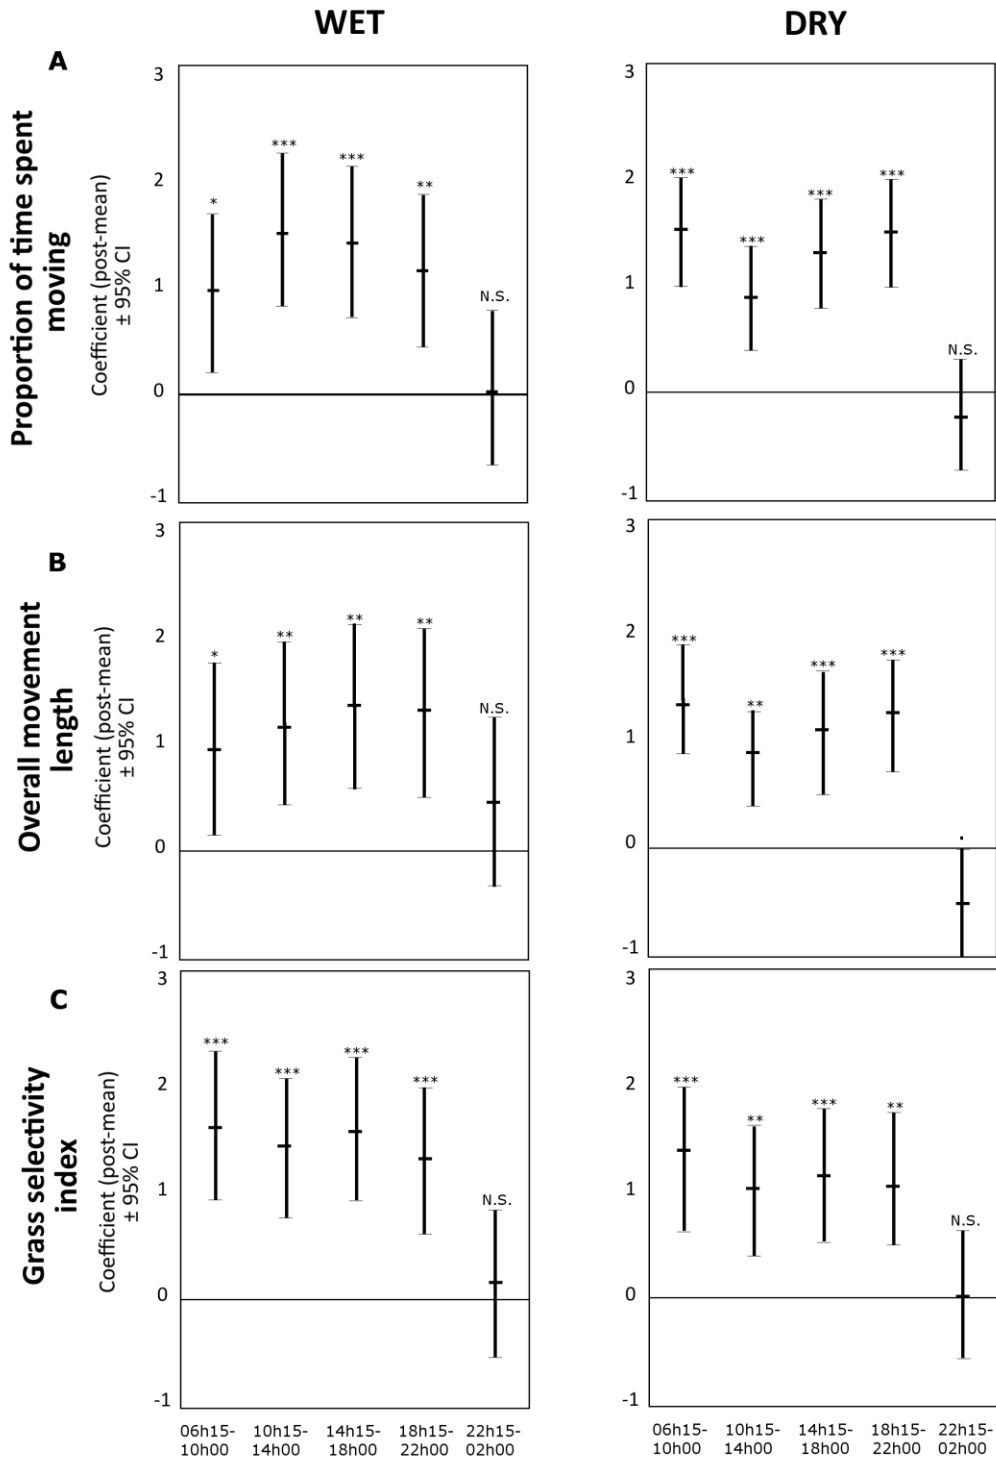 WET
DRY
A
Proportion of time spent
moving
Coefficient (post-mean)
± 95% CI
3
2
1
0
-1
*
***
***
**
N.S.
3
2
1
0
-1
***
***
***
***
N.S.
B
Overall movement
length
Coefficient (post-mean)
± 95% CI
3
2
1
0
-1
*
**
**
**
N.S.
3
2
1
0
-1
***
**
***
***
.
C
Grass selectivity
index
Coefficient (post-mean)
± 95% CI
3
2
1
0
-1
***
***
***
***
N.S.
3
2
1
0
-1
***
**
***
**
N.S.
06h15-
10h00
10h15-
14h00
14h15-
18h00
18h15-
22h00
22h15-
02h00
06h15-
10h00
10h15-
14h00
14h15-
18h00
18h15-
22h00
22h15-
02h00